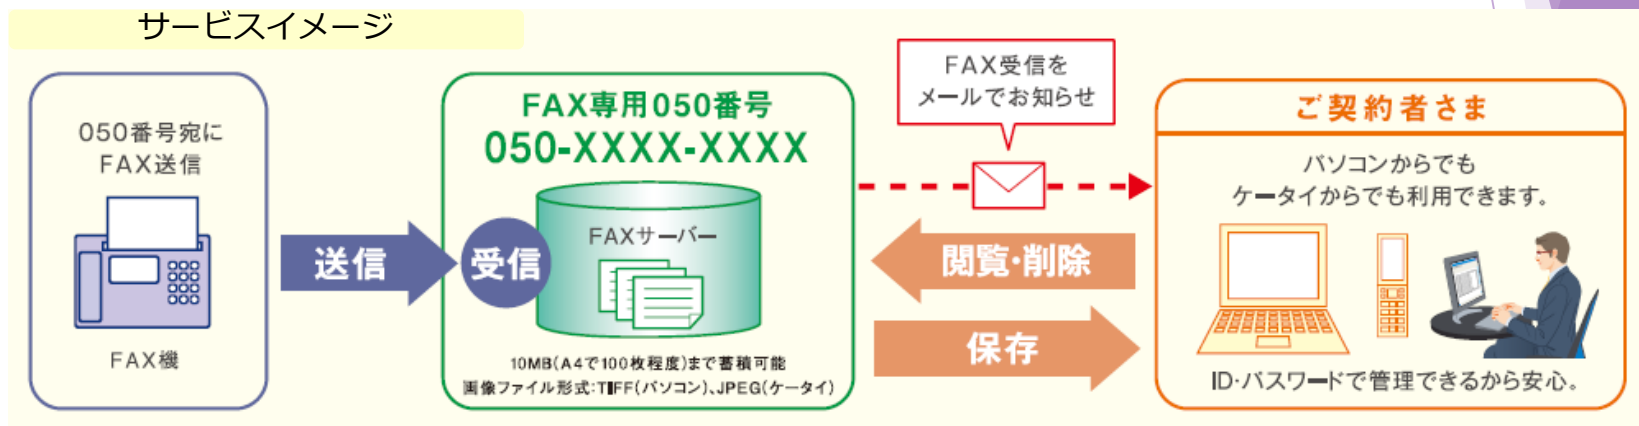 サービスイメージ
050番号宛に
FAX送信
FAX機
送信
FAX専用050番号
050-XXXX-XXXX
受信
FAXサーバー
10MB(A4で100枚程度)まで蓄積可能
画像ファイル形式:TIFF(パソコン)、JPEG(ケータイ)
FAX受信を
メールでお知らせ
閲覧・削除
保存
ご契約者さま
パソコンからでも
ケータイからでも利用できます。
ID・パスワードで管理できるから安心。